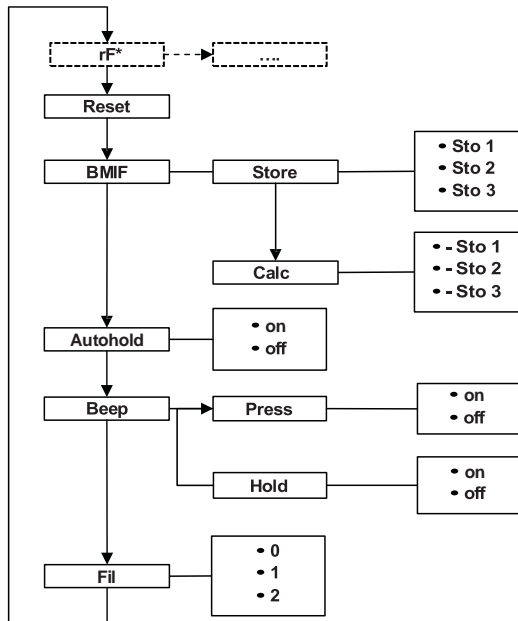 rF*
....
Reset
BMIF
Store
• Sto 1
• Sto 2
• Sto 3
Calc
• - Sto 1
• - Sto 2
• - Sto 3
Autohold
• on
• off
Beep
Press
• on
• off
Hold
• on
• off
Fil
• 0
• 1
• 2